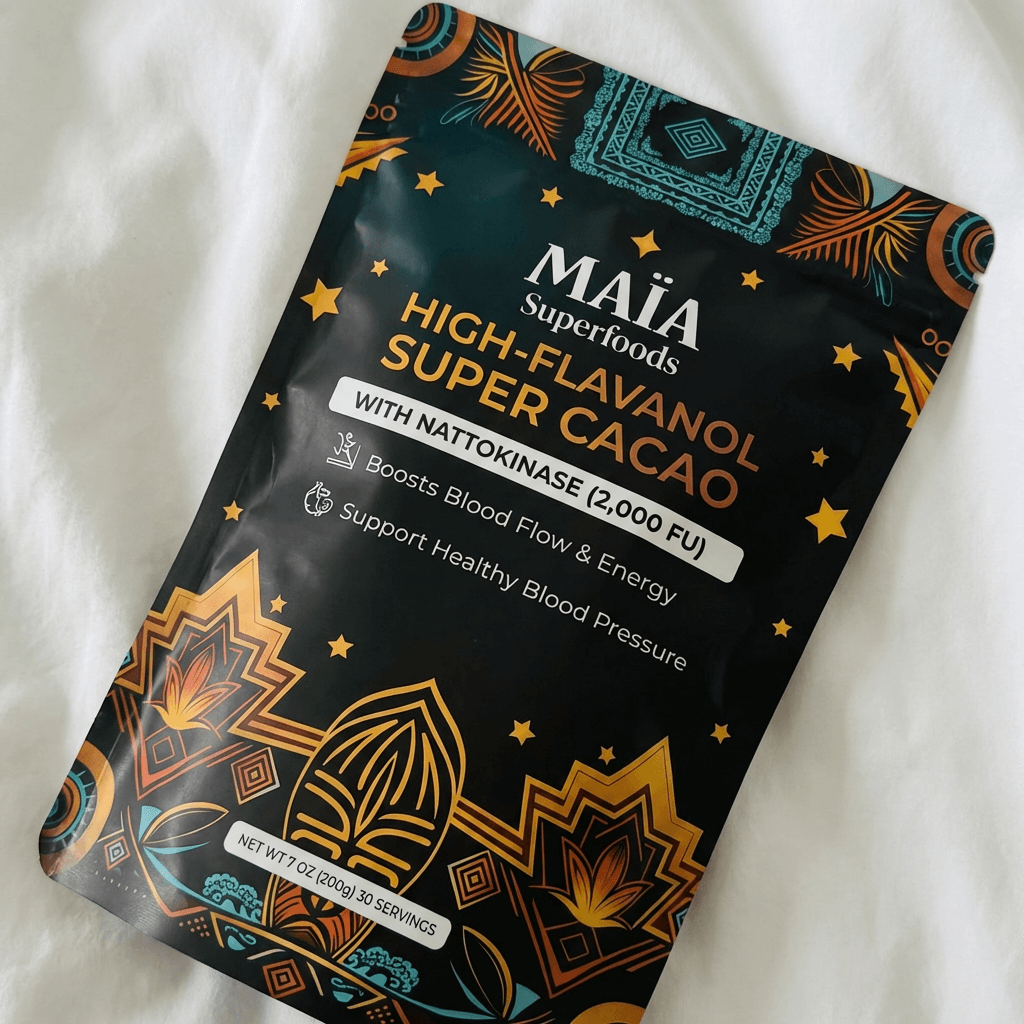 MAÏA
Superfoods
HIGH-FLAVANOL
SUPER CACAO
WITH NATTOKINASE (2,000 FU)
Boosts Blood Flow & Energy
Support Healthy Blood Pressure
NET WT 7 OZ (200g) 30 SERVINGS